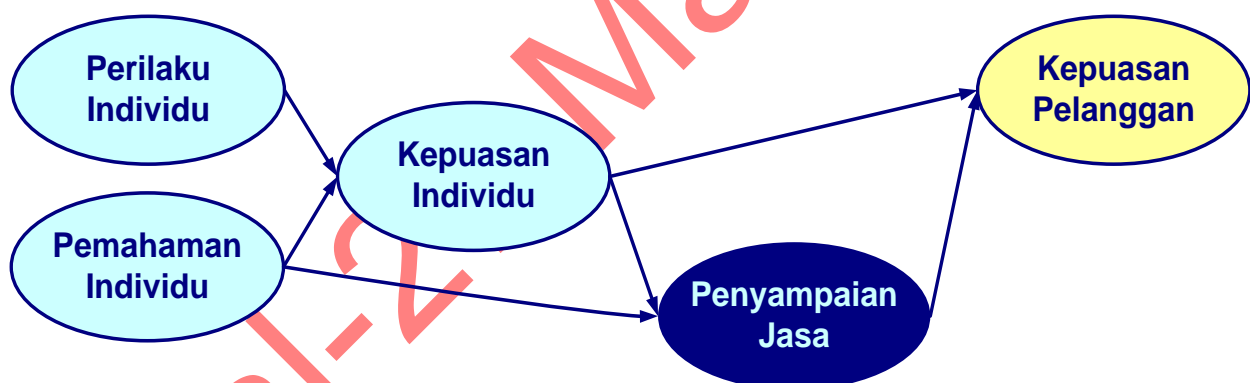 Perilaku
Individu
Kepuasan
Pelanggan
Kepuasan
Individu
Pemahaman
Individu
Penyampaian
Jasa